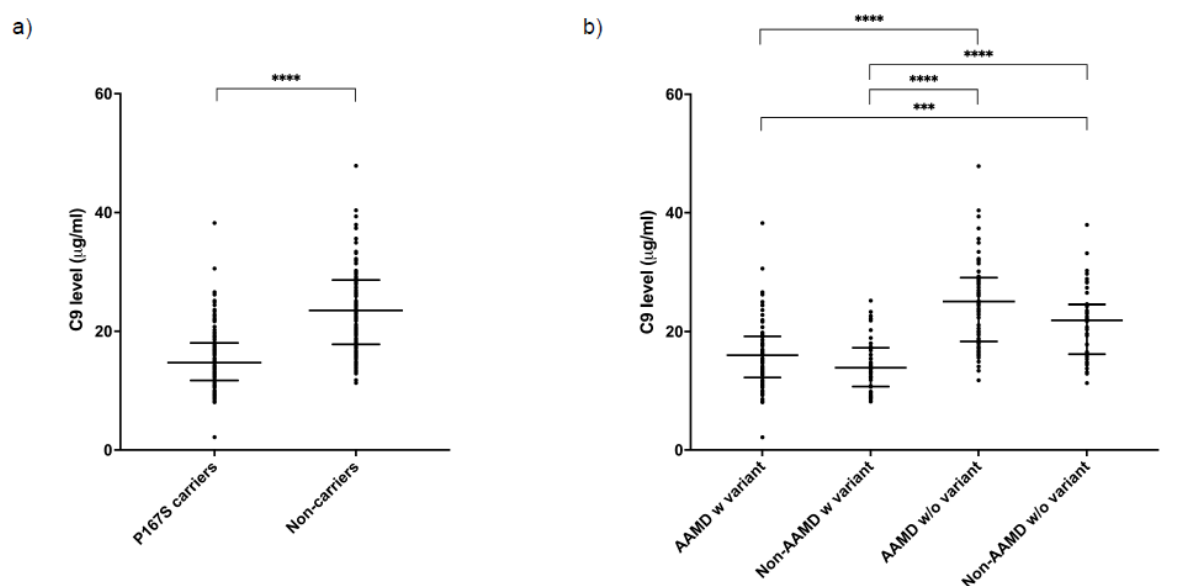 a)
****
60
40
20
0
C9 level (μg/ml)
P167S carriers
Non-carriers
b)
****
****
****
***
60
40
20
0
C9 level (μg/ml)
AAMD w variant
Non-AAMD w variant
AAMD w/o variant
Non-AAMD w/o variant